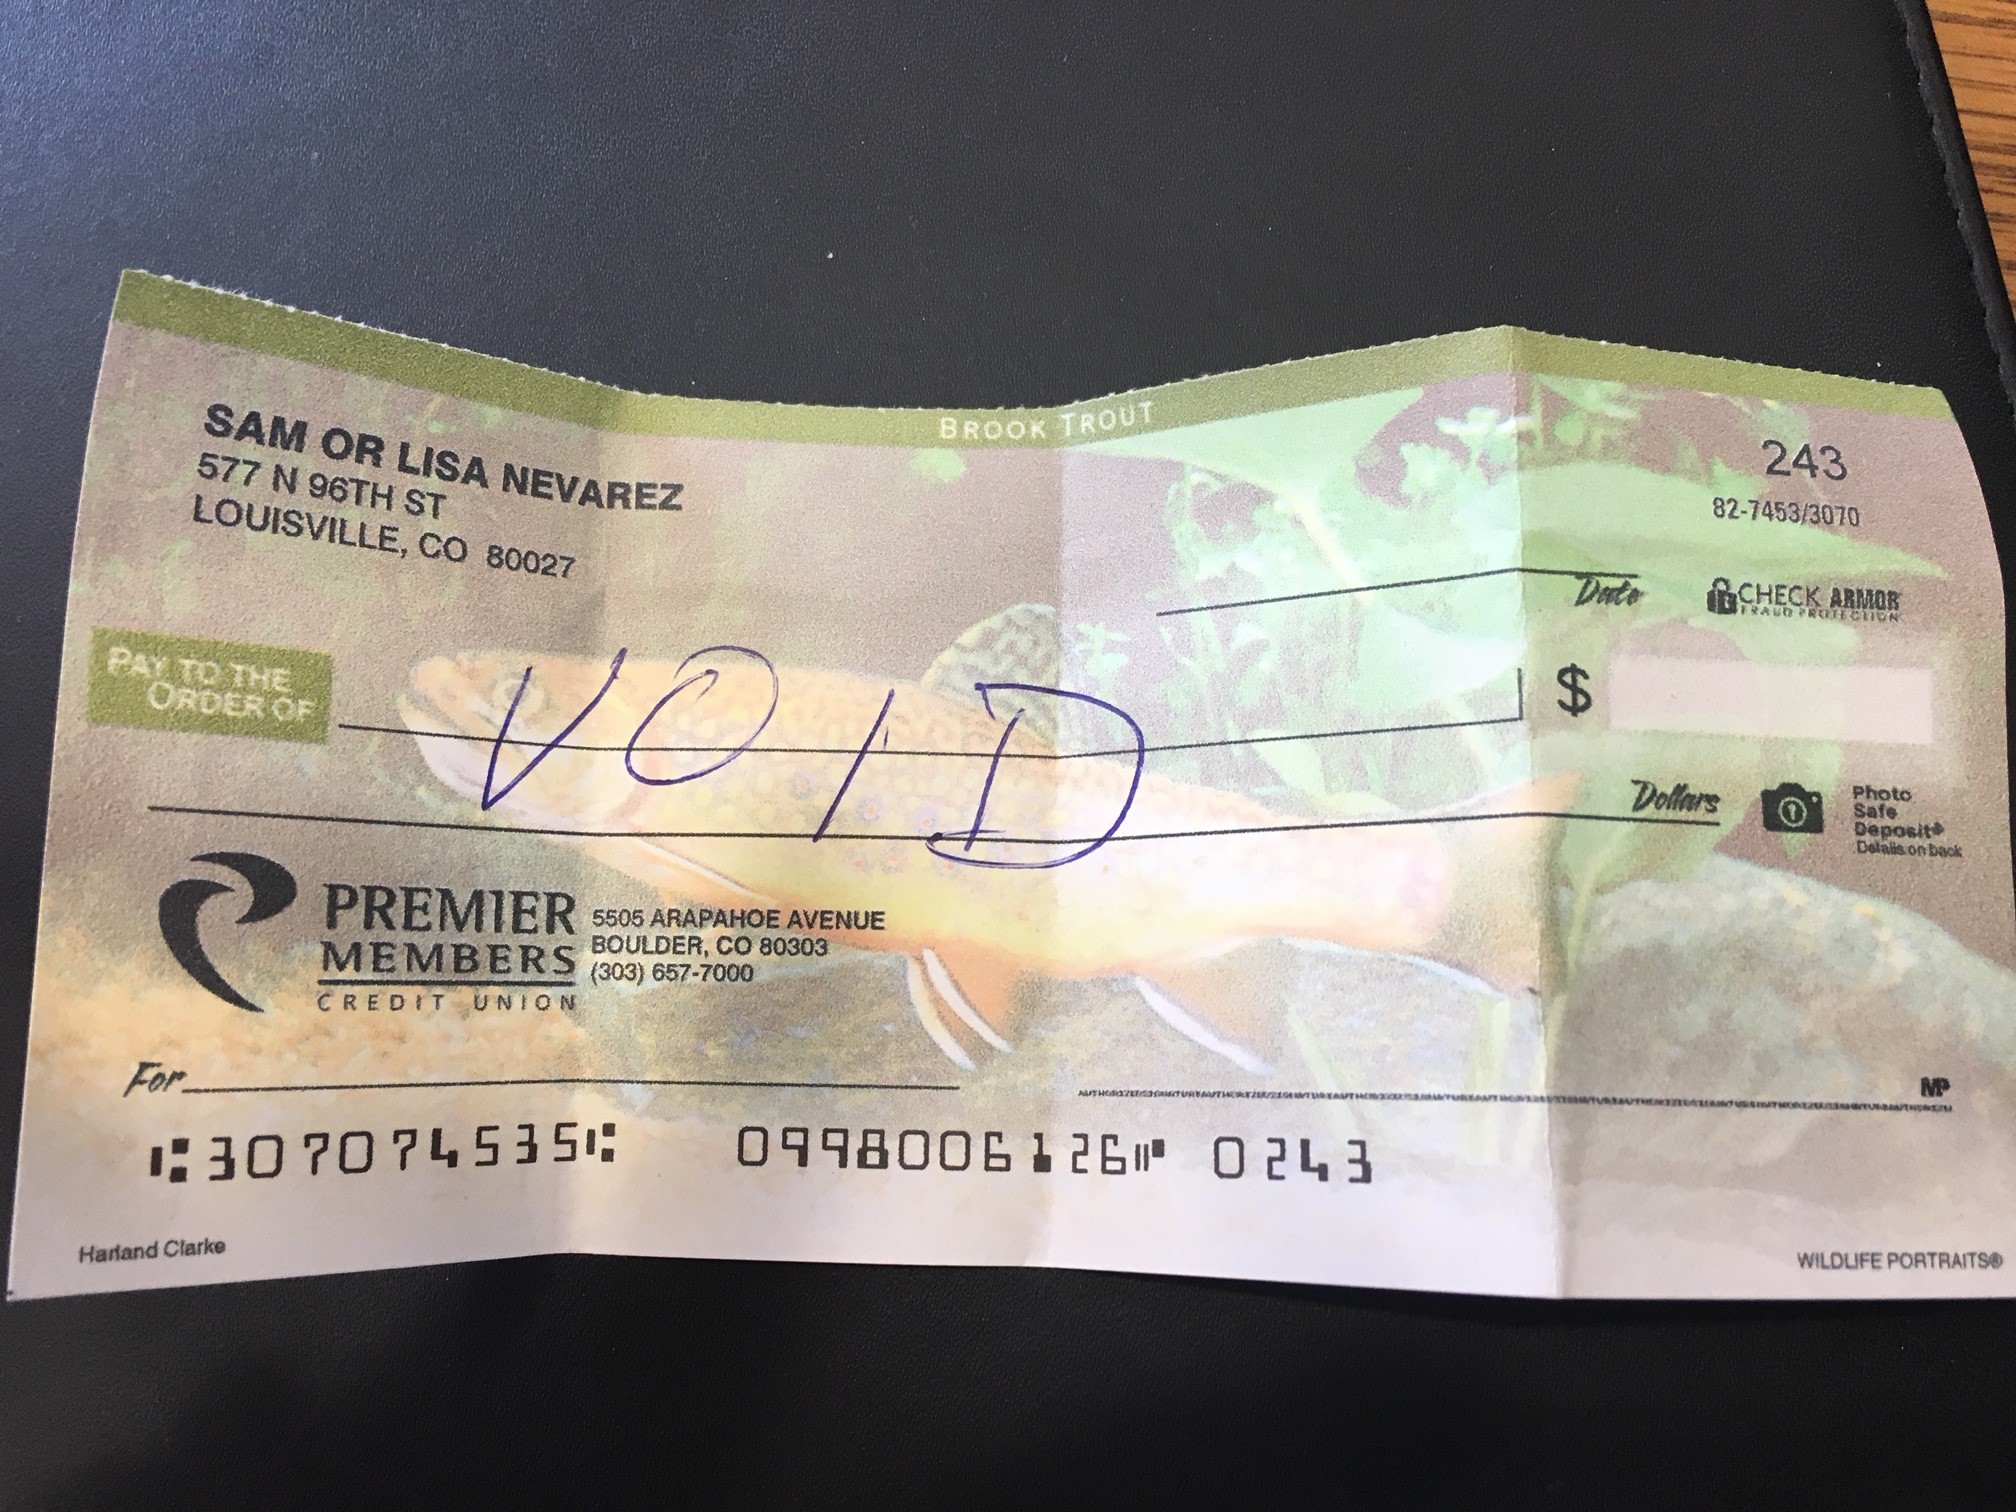 BROOK TROUT
SAM OR LISA NEVAREZ
577 N 96TH ST
LOUISVILLE, CO 80027
243
82-7453/3070
Date
CHECK ARMOR
FRAUD PROTECTION
PAY TO THE
ORDER OF
VOID
$
Dollars
Photo
Safe
Deposit®
Details on back
PREMIER
MEMBERS
CREDIT UNION
5505 ARAPAHOE AVENUE
BOULDER, CO 80303
(303) 657-7000
For
MP
⑆307074535⑆ 0998006126⑈ 0243
Harland Clarke
WILDLIFE PORTRAITS®